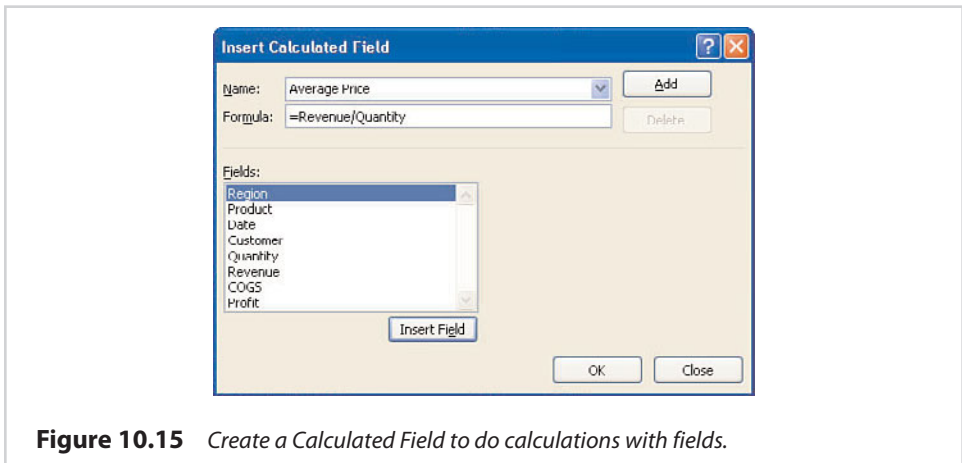 Insert Calculated Field
?
Name: Average Price Add
Formula: =Revenue/Quantity Delete
Fields:
Region
Product
Date
Customer
Quantity
Revenue
COGS
Profit
Insert Field
OK Close
Figure 10.15 Create a Calculated Field to do calculations with fields.